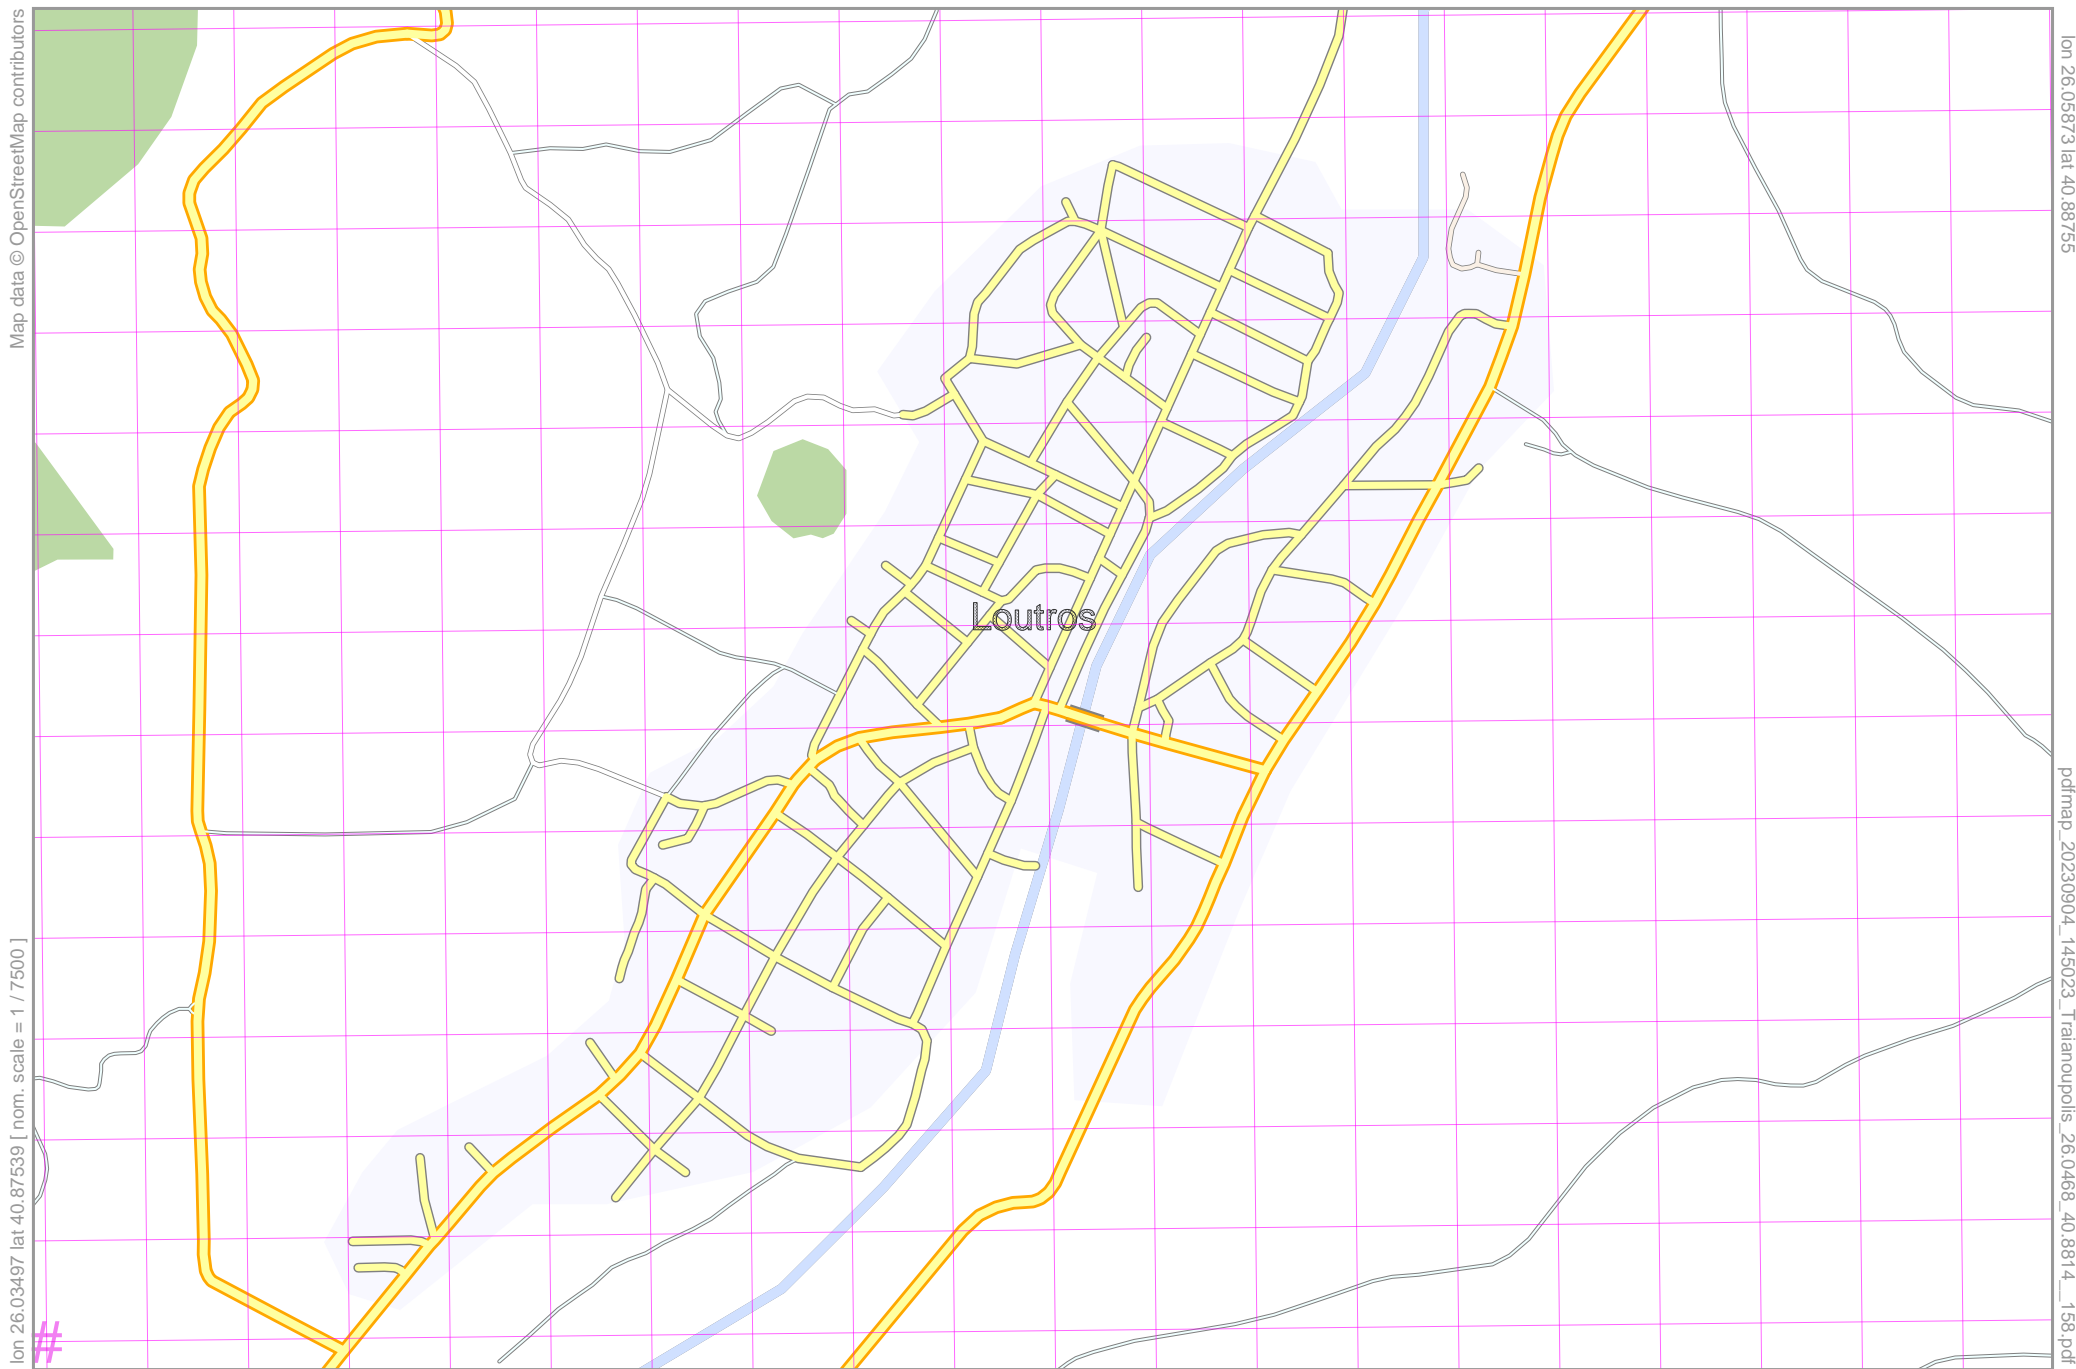 Map data © OpenStreetMap contributors
lon 26.05873 lat 40.88755
Loutros
lon 26.03497 lat 40.87539 [ nom. scale = 1 / 7500 ]
pdfmap_20230904_145023_Traianoupolis_26.0468_40.8814__158.pdf
#